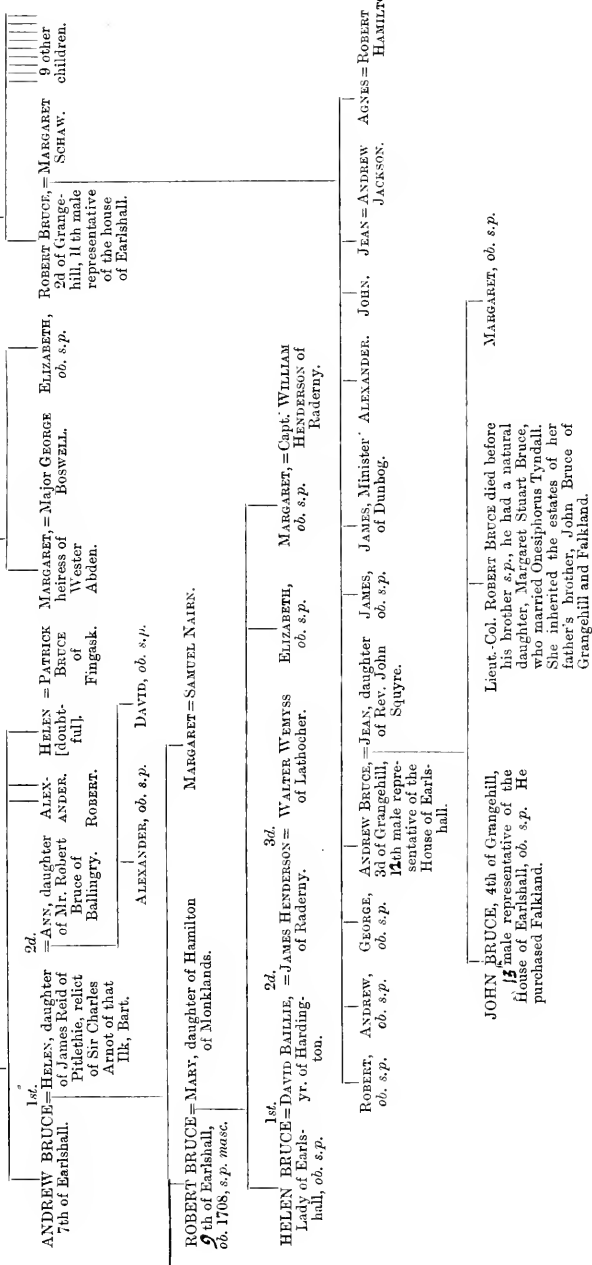 ANDREW BRUCE=HELEN, daughter
7th of Earlshall.
1st.
of James Reid of
Pitlethie, relict
of Sir Charles
Arnot of that
Ilk, Bart.
2d.
=ANN, daughter
of Mr. Robert
Bruce of
Ballingry.
ALEX-
ANDER.
ROBERT.
HELEN
[doubt-
ful].
=PATRICK
BRUCE
of
Fingask.
MARGARET,
heiress of
Wester
Abden.
=Major GEORGE
BOSWELL.
ELIZABETH,
ob. s.p.
ROBERT BRUCE,
2d of Grange-
hill, 11th male
representative
of the house
of Earlshall.
=MARGARET
SCHAW.
9 other
children.
ALEXANDER, ob. s.p.
DAVID, ob. s.p.
ROBERT BRUCE=MARY, daughter of Hamilton
9th of Earlshall,
of Monklands.
ob. 1708, s.p. masc.
MARGARET=SAMUEL NAIRN.
HELEN BRUCE=DAVID BAILLIE,
Lady of Earls-
hall, ob. s.p.
1st.
yr. of Harding-
ton.
2d.
=JAMES HENDERSON
of Raderny.
3d.
= WALTER WEMYSS
of Lathocher.
ELIZABETH,
ob. s.p.
MARGARET,
ob. s.p.
=Capt. WILLIAM
HENDERSON of
Raderny.
ROBERT,
ob. s.p.
ANDREW,
ob. s.p.
GEORGE,
ob. s.p.
ANDREW BRUCE,
3d of Grangehill,
12th male repre-
sentative of the
House of Earls-
hall.
=JEAN, daughter
of Rev. John
Squyre.
JAMES,
ob. s.p.
JAMES, Minister
of Dunbog.
ALEXANDER.
JOHN.
JEAN=ANDREW
JACKSON.
AGNES=ROBERT
JOHN BRUCE, 4th of Grangehill,
13 male representative of the
House of Earlshall, ob. s.p. He
purchased Falkland.
Lieut.-Col. ROBERT BRUCE died before
his brother s.p., he had a natural
daughter, Margaret Stuart Bruce,
who married Onesiphorus Tyndall.
She inherited the estates of her
father's brother, John Bruce of
Grangehill and Falkland.
MARGARET, ob. s.p.